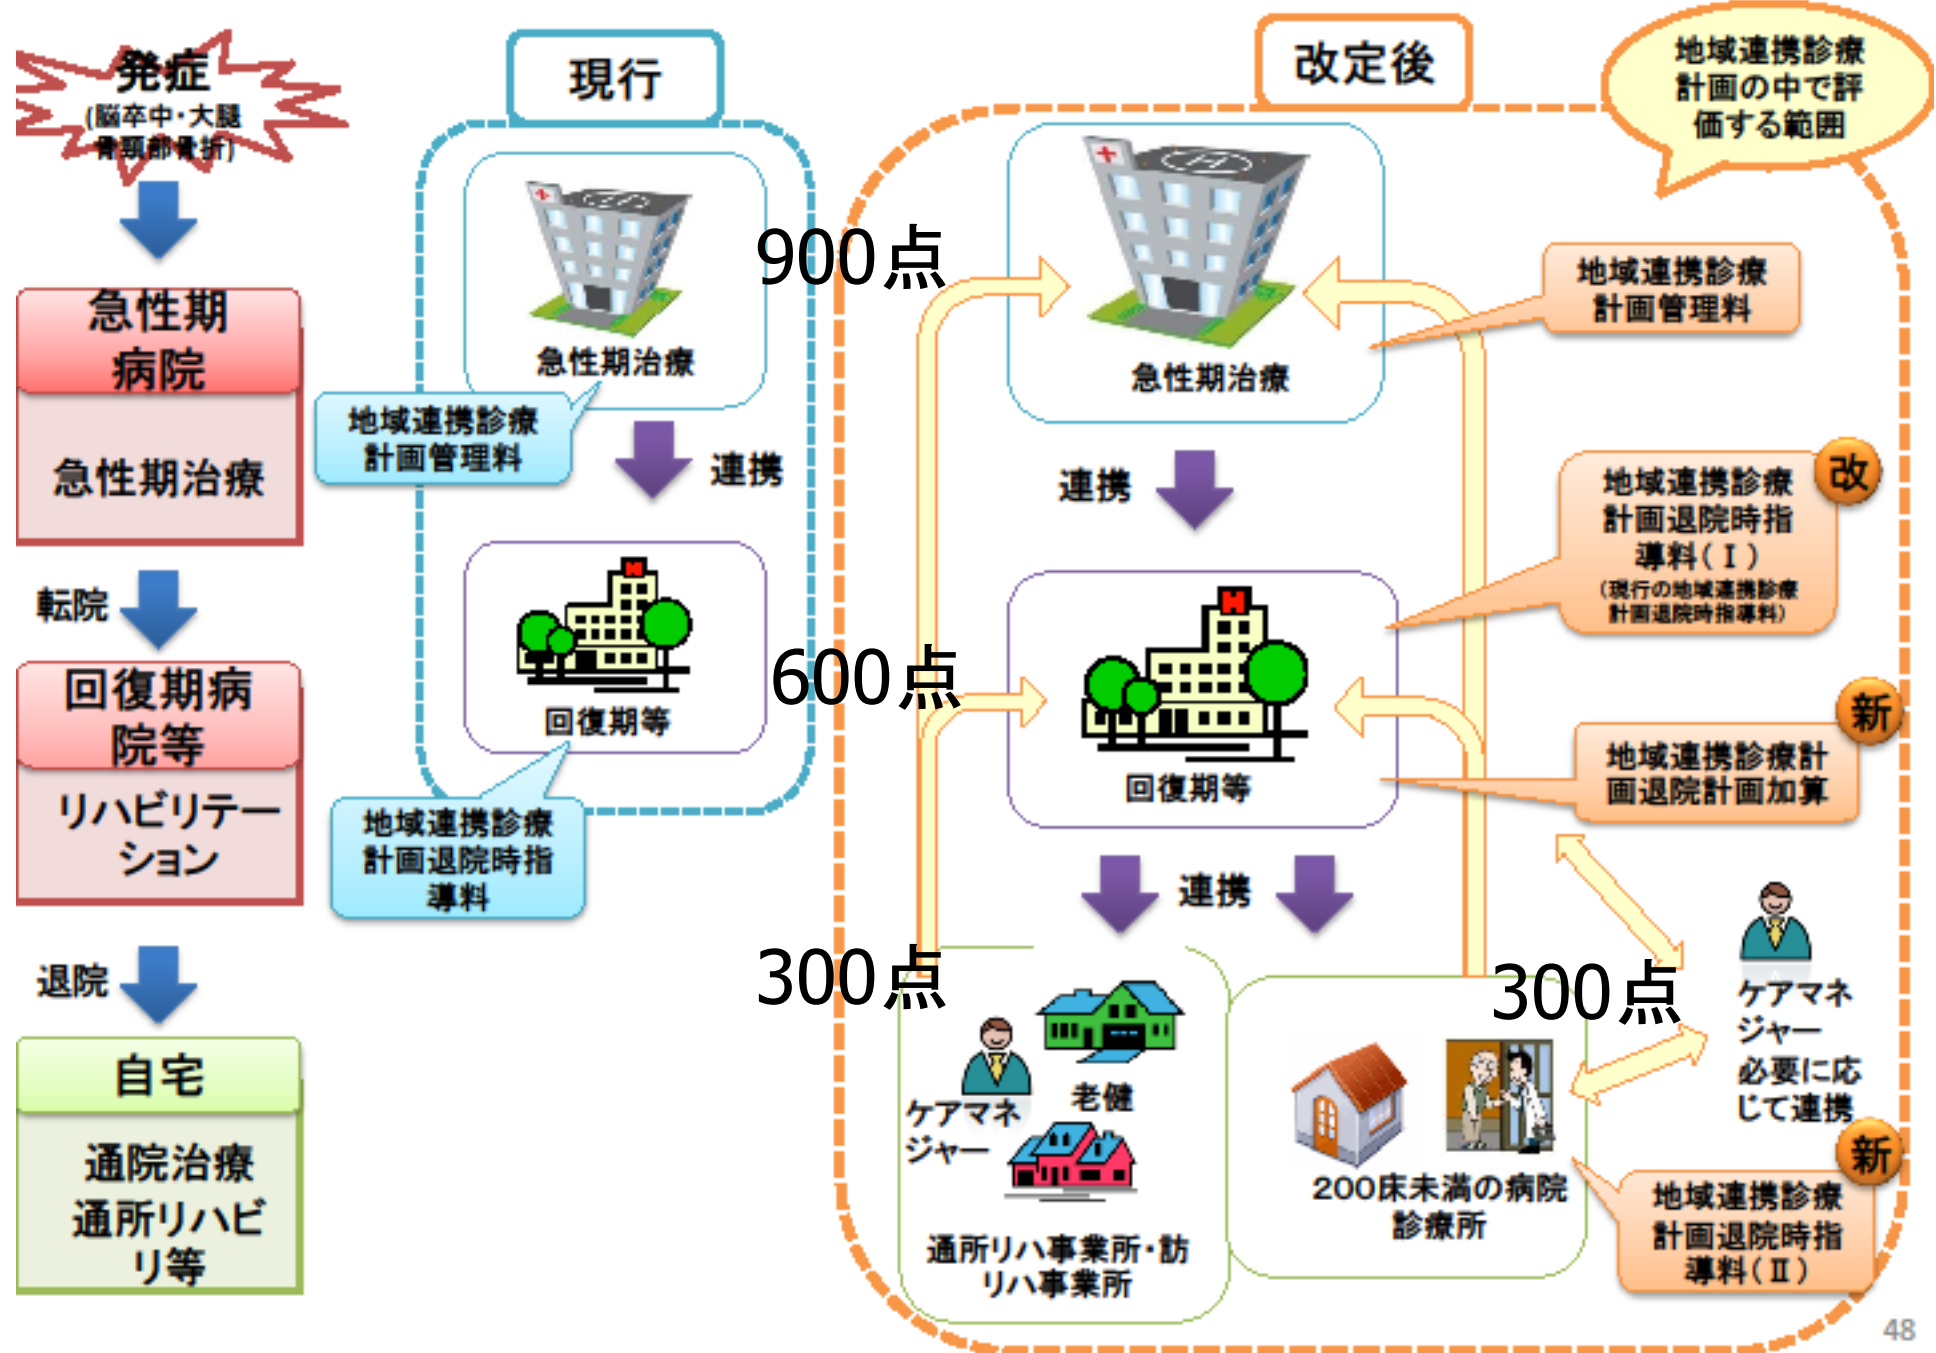 発症
(脳卒中・大腿
骨頸部骨折)
急性期
病院
急性期治療
転院
回復期病
院等
リハビリテー
ション
退院
自宅
通院治療
通所リハビ
リ等
現行
急性期治療
地域連携診療
計画管理料
連携
回復期等
地域連携診療
計画退院時指
導料
改定後
地域連携診療
計画の中で評
価する範囲
900点
急性期治療
地域連携診療
計画管理料
連携
地域連携診療
計画退院時指
導料(Ⅰ)
(現行の地域連携診療
計画退院時指導料)
改
600点
回復期等
新
地域連携診療計
画退院計画加算
連携
300点
ケアマネ
ジャー
老健
通所リハ事業所・訪
リハ事業所
300点
200床未満の病院
診療所
ケアマネ
ジャー
必要に応
じて連携
新
地域連携診療
計画退院時指
導料(Ⅱ)
48